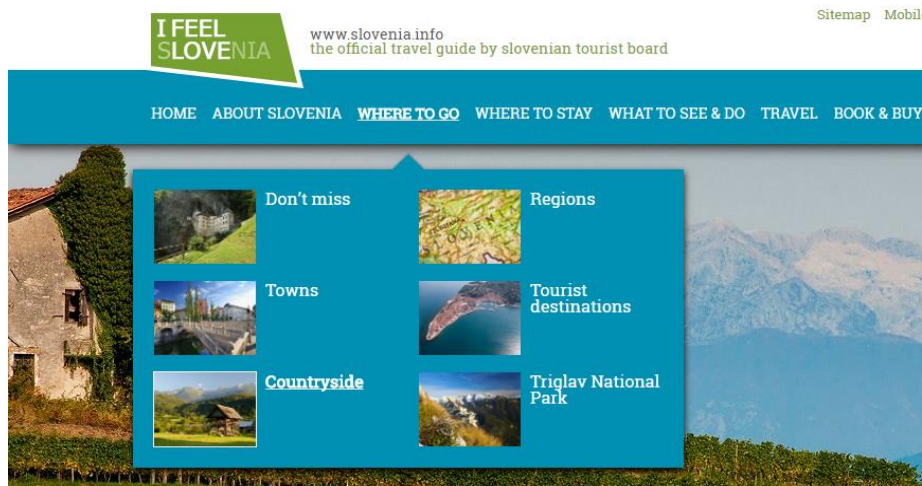 Sitemap Mobile
I FEEL
SLOVENIA
www.slovenia.info
the official travel guide by slovenian tourist board
HOME ABOUT SLOVENIA WHERE TO GO WHERE TO STAY WHAT TO SEE & DO TRAVEL BOOK & BUY
Don't miss
Regions
Towns
Tourist
destinations
Countryside
Triglav National
Park